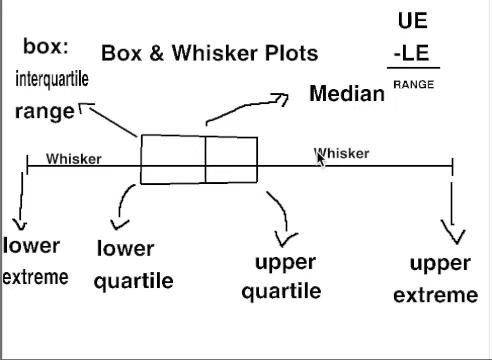 UE
box:
Box & Whisker Plots
-LE
interquartile
RANGE
Median
range
Whisker
Whisker
lower
extreme
lower
quartile
upper
quartile
upper
extreme